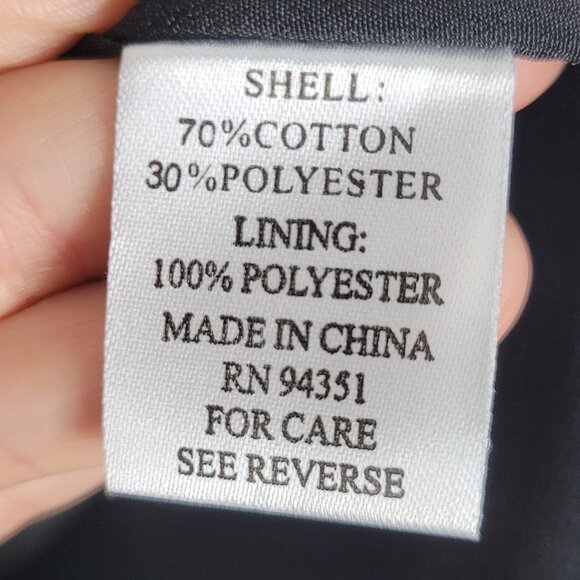 SHELL:
70%COTTON
30%POLYESTER
LINING:
100% POLYESTER
MADE IN CHINA
RN 94351
FOR CARE
SEE REVERSE